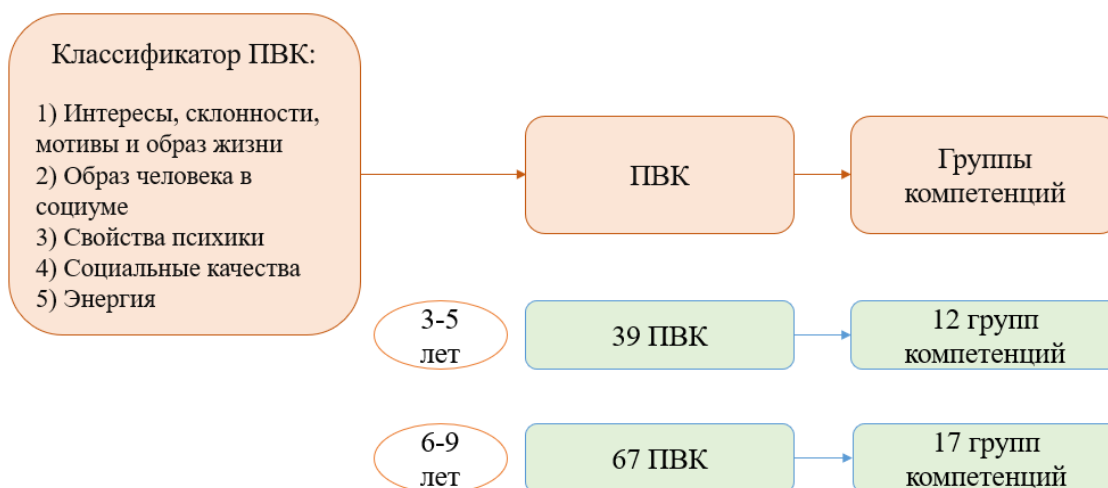 Классификатор ПВК:
1) Интересы, склонности,
мотивы и образ жизни
2) Образ человека в
социуме
3) Свойства психики
4) Социальные качества
5) Энергия
ПВК
Группы
компетенций
3-5
лет
39 ПВК
12 групп
компетенций
6-9
лет
67 ПВК
17 групп
компетенций